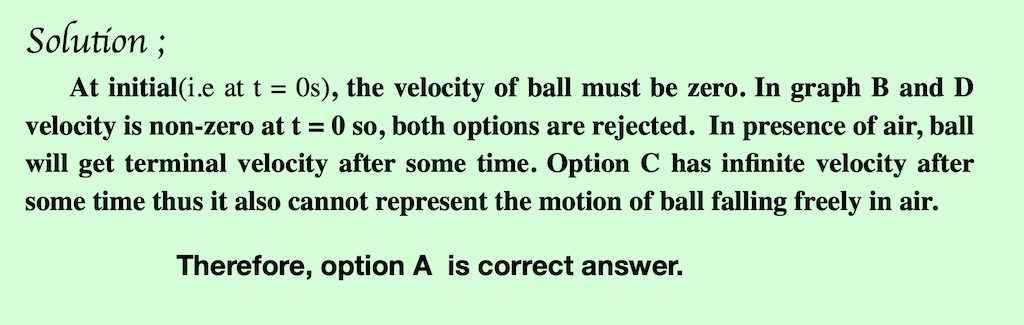 Solution ;
At initial(i.e at t = 0s), the velocity of ball must be zero. In graph B and D
velocity is non-zero at t = 0 so, both options are rejected. In presence of air, ball
will get terminal velocity after some time. Option C has infinite velocity after
some time thus it also cannot represent the motion of ball falling freely in air.
Therefore, option A is correct answer.